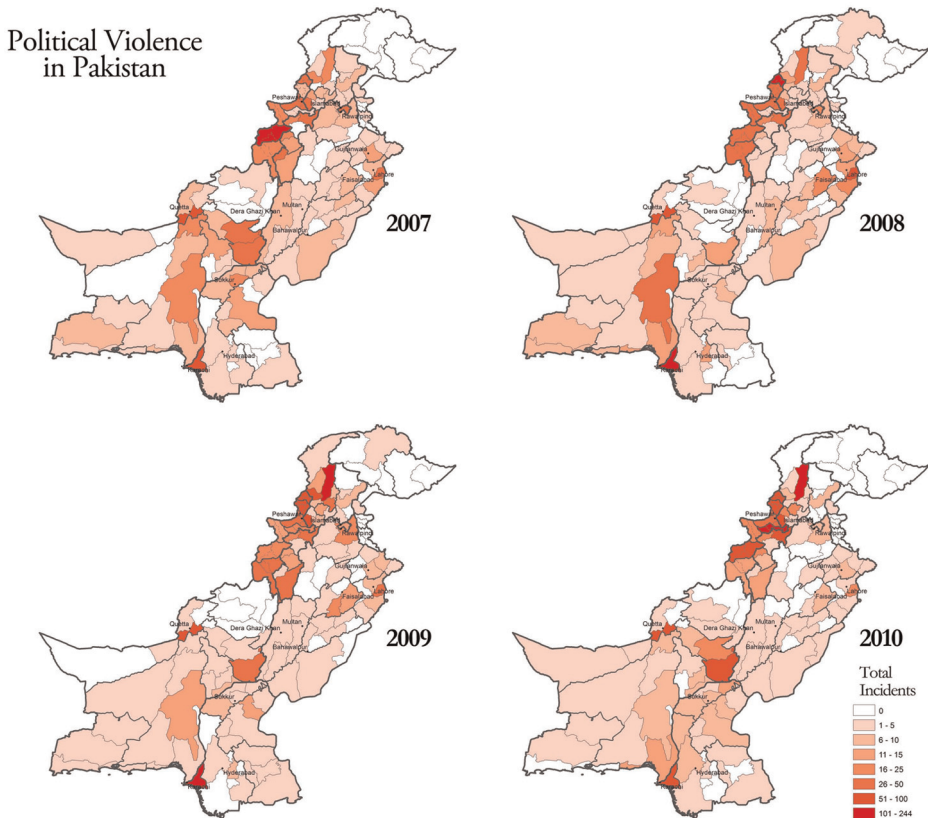 Political Violence
in Pakistan
Peshawar
Islamabad
Rawalpindi
Gujranwala
Lahore
Faisalabad
Multan
Quetta
Dera Ghazi Khan
Bahawalpur
2007
Sukkur
Hyderabad
Peshawar
Islamabad
Rawalpindi
Gujranwala
Lahore
Faisalabad
Multan
Quetta
Dera Ghazi Khan
Bahawalpur
2008
Sukkur
Hyderabad
Peshawar
Islamabad
Rawalpindi
Gujranwala
Lahore
Faisalabad
Multan
Quetta
Dera Ghazi Khan
Bahawalpur
2009
Sukkur
Hyderabad
Peshawar
Islamabad
Rawalpindi
Gujranwala
Lahore
Faisalabad
Multan
Quetta
Dera Ghazi Khan
Bahawalpur
2010
Sukkur
Hyderabad
Total
Incidents
0
1 - 5
6 - 10
11 - 15
16 - 25
26 - 50
51 - 100
101 - 244